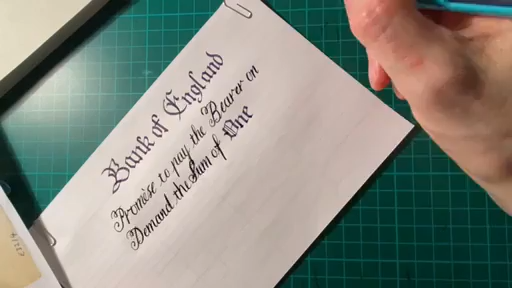 Bank of England
Promise to pay the Bearer on
Demand the Sum of One